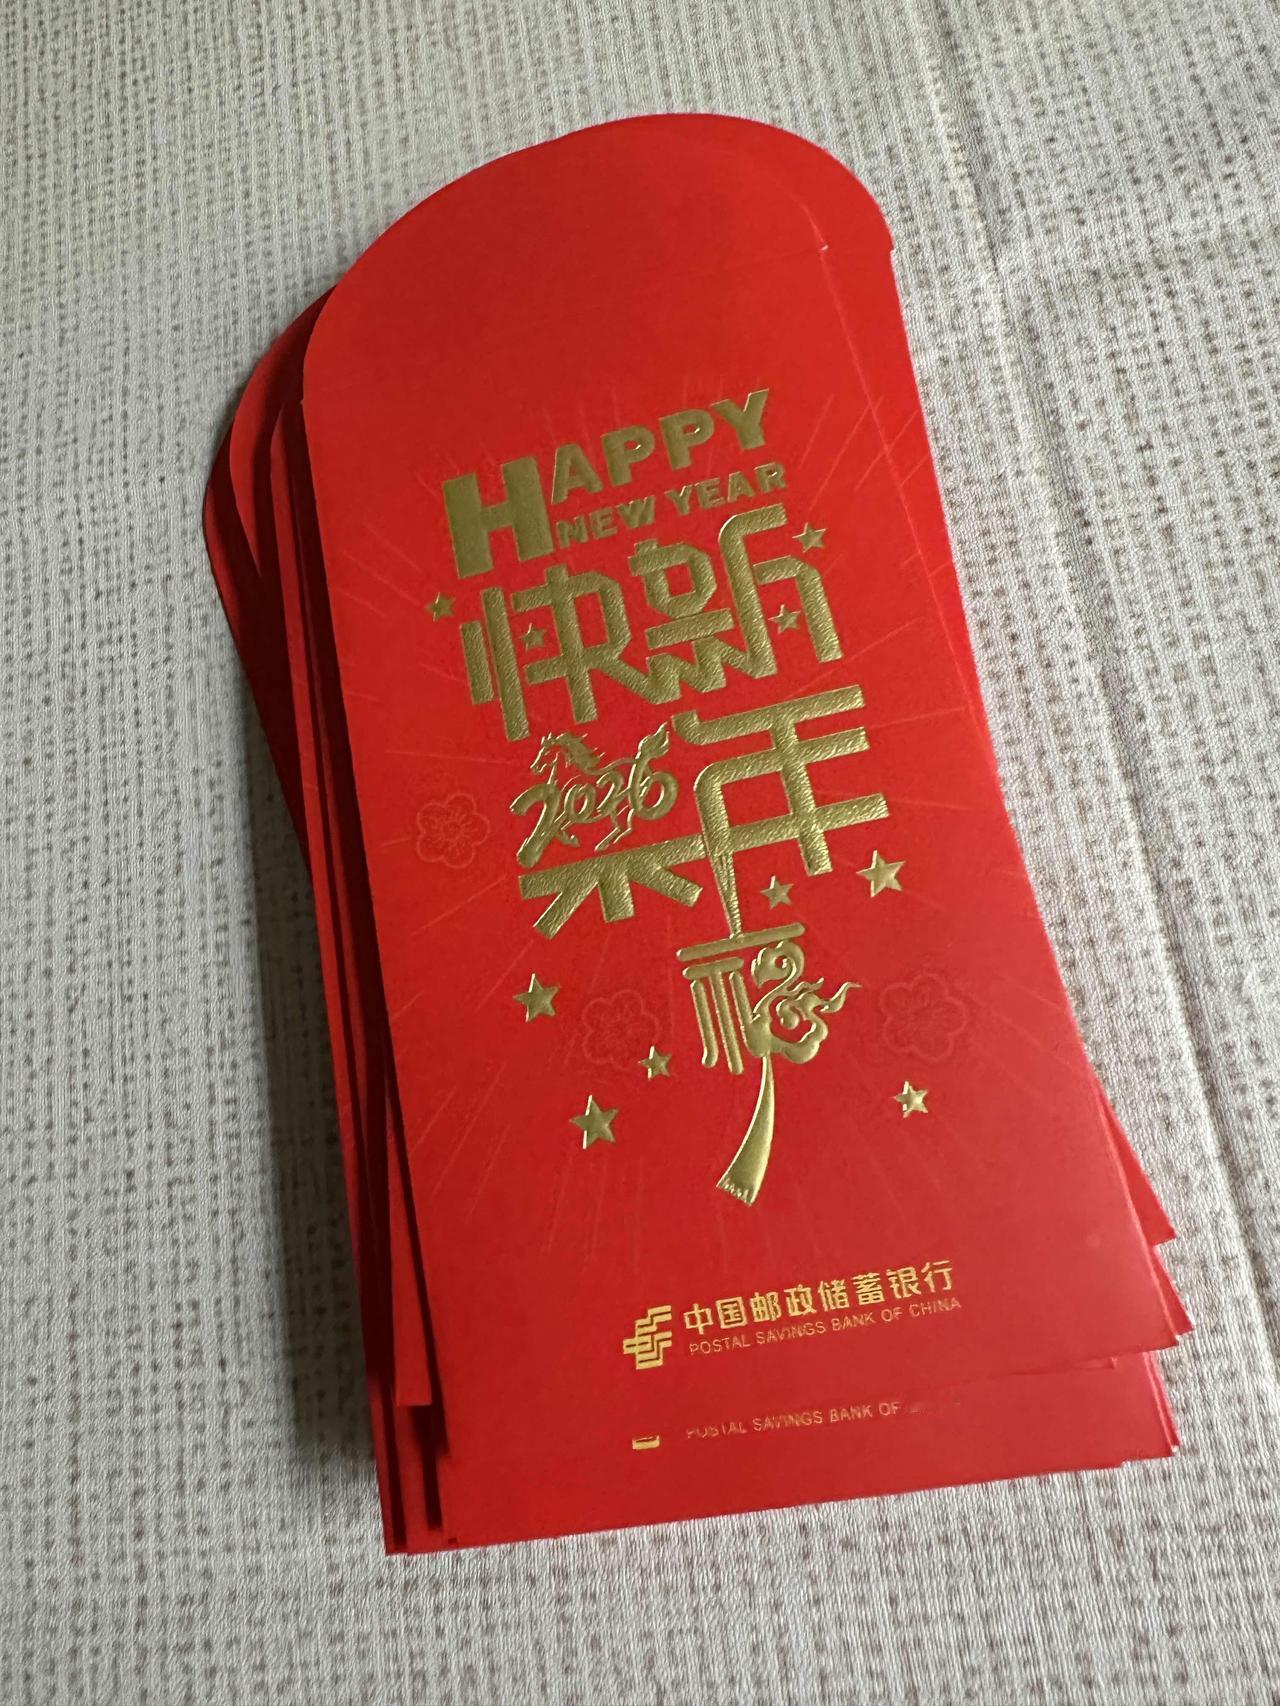 HAPPY
NEW YEAR
快新
乐年
2026
福
中国邮政储蓄银行
POSTAL SAVINGS BANK OF CHINA
POSTAL SAVINGS BANK OF